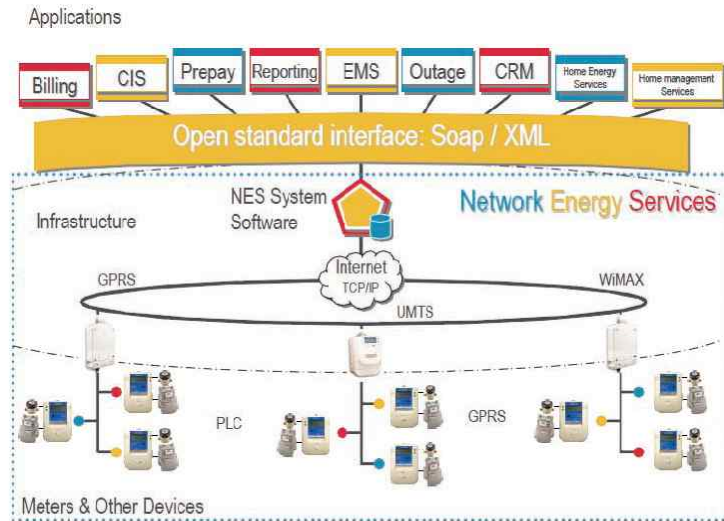 Applications
Billing
CIS
Prepay
Reporting
EMS
Outage
CRM
Home Energy
Services
Home management
Services
Open standard interface: Soap / XML
NES System
Software
Network Energy Services
Infrastructure
Internet
TCP/IP
GPRS
WiMAX
UMTS
PLC
GPRS
Meters & Other Devices